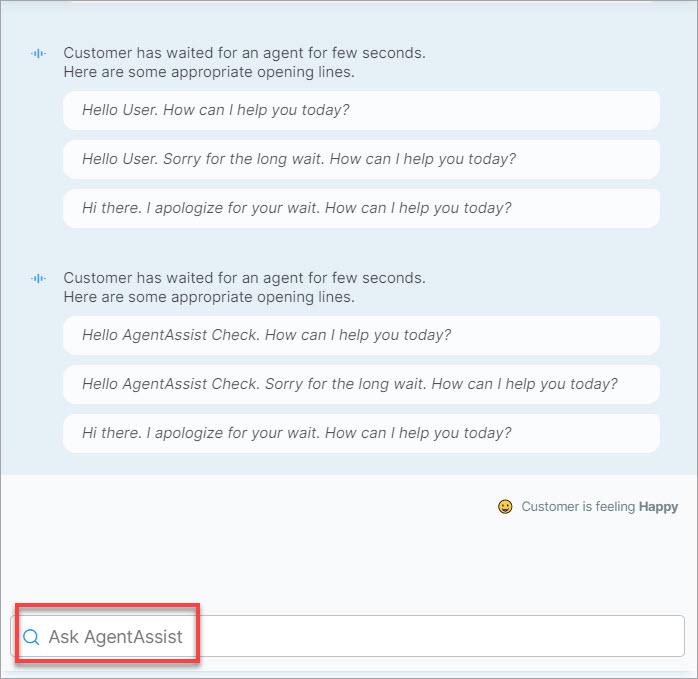 Customer has waited for an agent for few seconds.
Here are some appropriate opening lines.
Hello User. How can I help you today?
Hello User. Sorry for the long wait. How can I help you today?
Hi there. I apologize for your wait. How can I help you today?
Customer has waited for an agent for few seconds.
Here are some appropriate opening lines.
Hello AgentAssist Check. How can I help you today?
Hello AgentAssist Check. Sorry for the long wait. How can I help you today?
Hi there. I apologize for your wait. How can I help you today?
Customer is feeling Happy
Ask AgentAssist